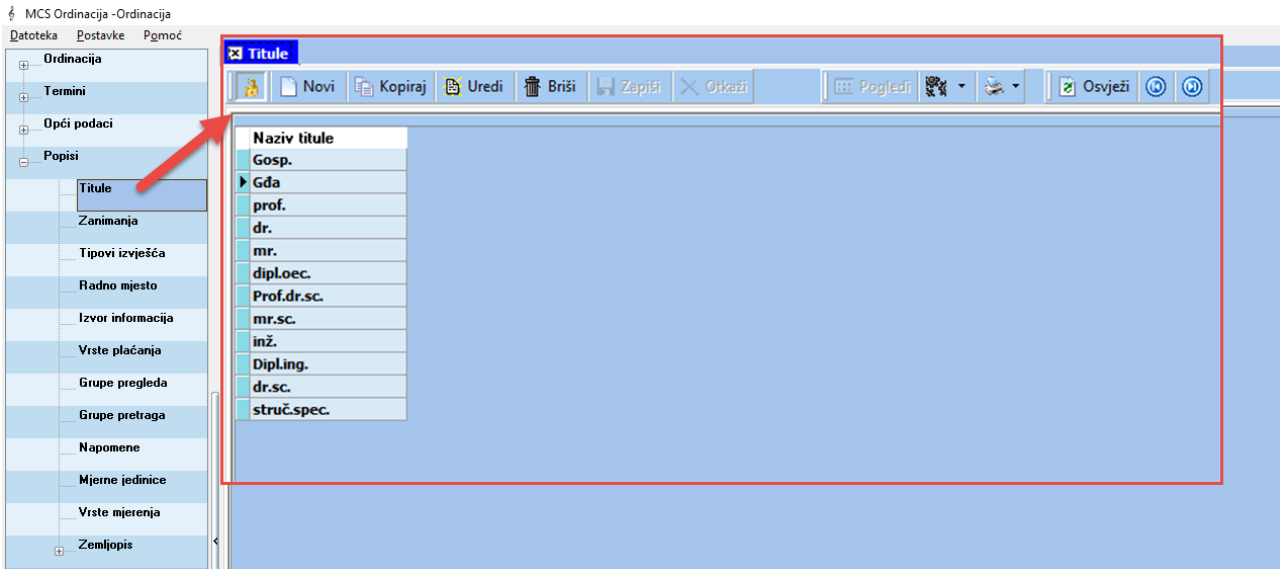 MCS Ordinacija -Ordinacija
Datoteka Postavke Pomoć
Ordinacija
Termini
Opći podaci
Popisi
Titule
Zanimanja
Tipovi izvješća
Radno mjesto
Izvor informacija
Vrste plaćanja
Grupe pregleda
Grupe pretraga
Napomene
Mjerne jedinice
Vrste mjerenja
Zemljopis
Titule
Novi Kopiraj Uredi Briši Zapiši Otkaži Pogledi Osvježi
Naziv titule
Gosp.
Gđa
prof.
dr.
mr.
dipl.oec.
Prof.dr.sc.
mr.sc.
inž.
Dipl.ing.
dr.sc.
struč.spec.